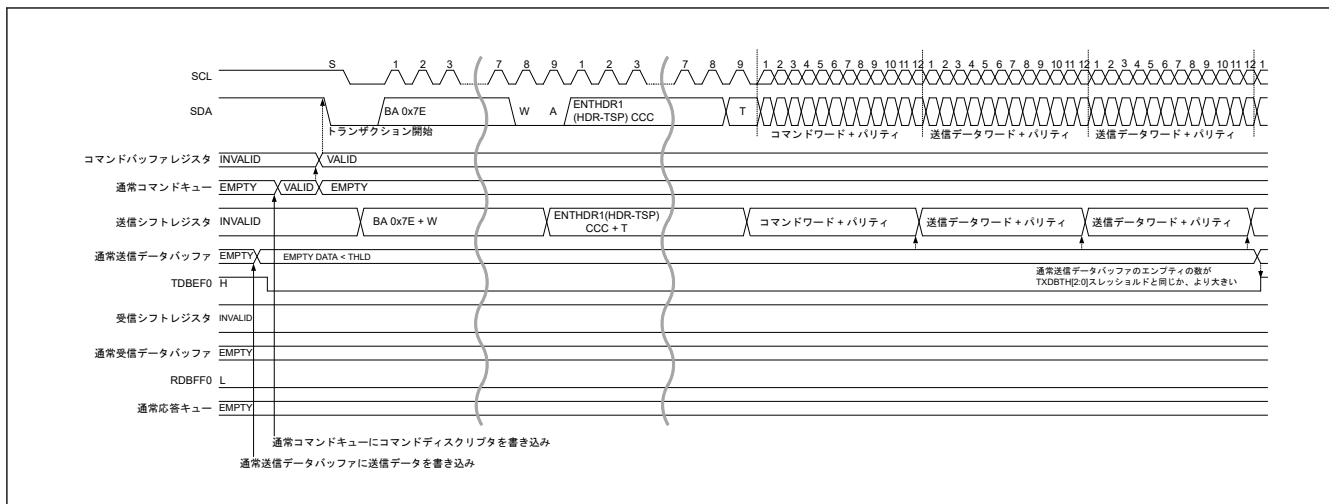 S 1 2 3 7 8 9 1 2 3 7 8 9 1 2 3 4 5 6 7 8 9 10 11 12 1 2 3 4 5 6 7 8 9 10 11 12 1 2 3 4 5 6 7 8 9 10 11 12 1
SCL
SDA BA 0x7E W A ENTHDR1 T
(HDR-TSP) CCC
トランザクション開始 コマンドワード + パリティ 送信データワード + パリティ 送信データワード + パリティ
コマンドバッファレジスタ INVALID VALID
通常コマンドキュー EMPTY VALID EMPTY
送信シフトレジスタ INVALID BA 0x7E + W ENTHDR1(HDR-TSP) コマンドワード + パリティ 送信データワード + パリティ 送信データワード + パリティ
CCC + T
通常送信データバッファ EMPTY EMPTY DATA < THLD
通常送信データバッファのエンプティの数が
TXDBTH[2:0]スレッショルドと同じか、より大きい
TDBEF0 H
受信シフトレジスタ INVALID
通常受信データバッファ EMPTY
RDBFF0 L
通常応答キュー EMPTY
通常コマンドキューにコマンドディスクリプタを書き込み
通常送信データバッファに送信データを書き込み